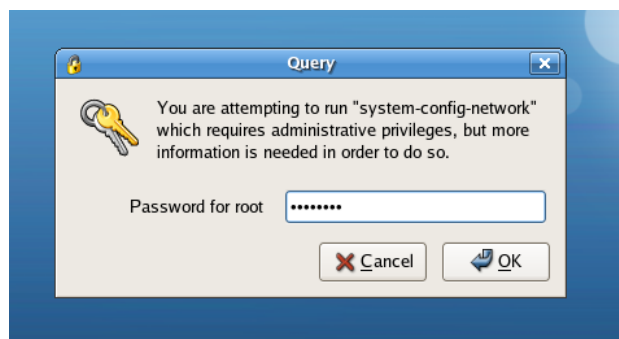 Query
You are attempting to run "system-config-network"
which requires administrative privileges, but more
information is needed in order to do so.
Password for root ••••••••
Cancel OK